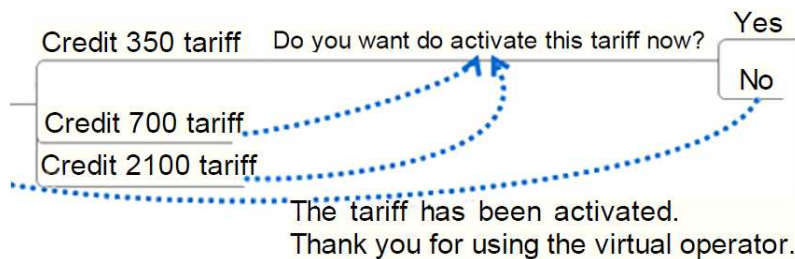 Credit 350 tariff
Do you want do activate this tariff now?
Yes
No
Credit 700 tariff
Credit 2100 tariff
The tariff has been activated.
Thank you for using the virtual operator.